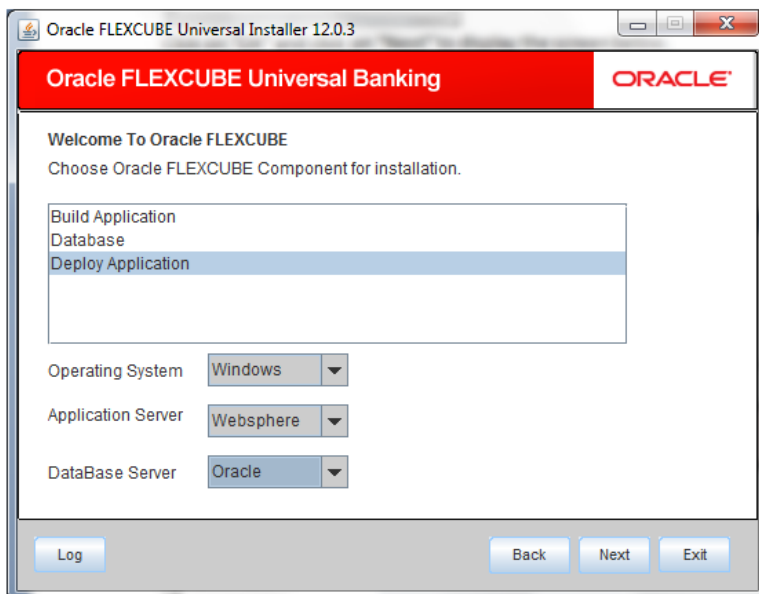 Oracle FLEXCUBE Universal Installer 12.0.3
Oracle FLEXCUBE Universal Banking
ORACLE®
Welcome To Oracle FLEXCUBE
Choose Oracle FLEXCUBE Component for installation.
Build Application
Database
Deploy Application
Operating System Windows
Application Server Websphere
DataBase Server Oracle
Log Back Next Exit